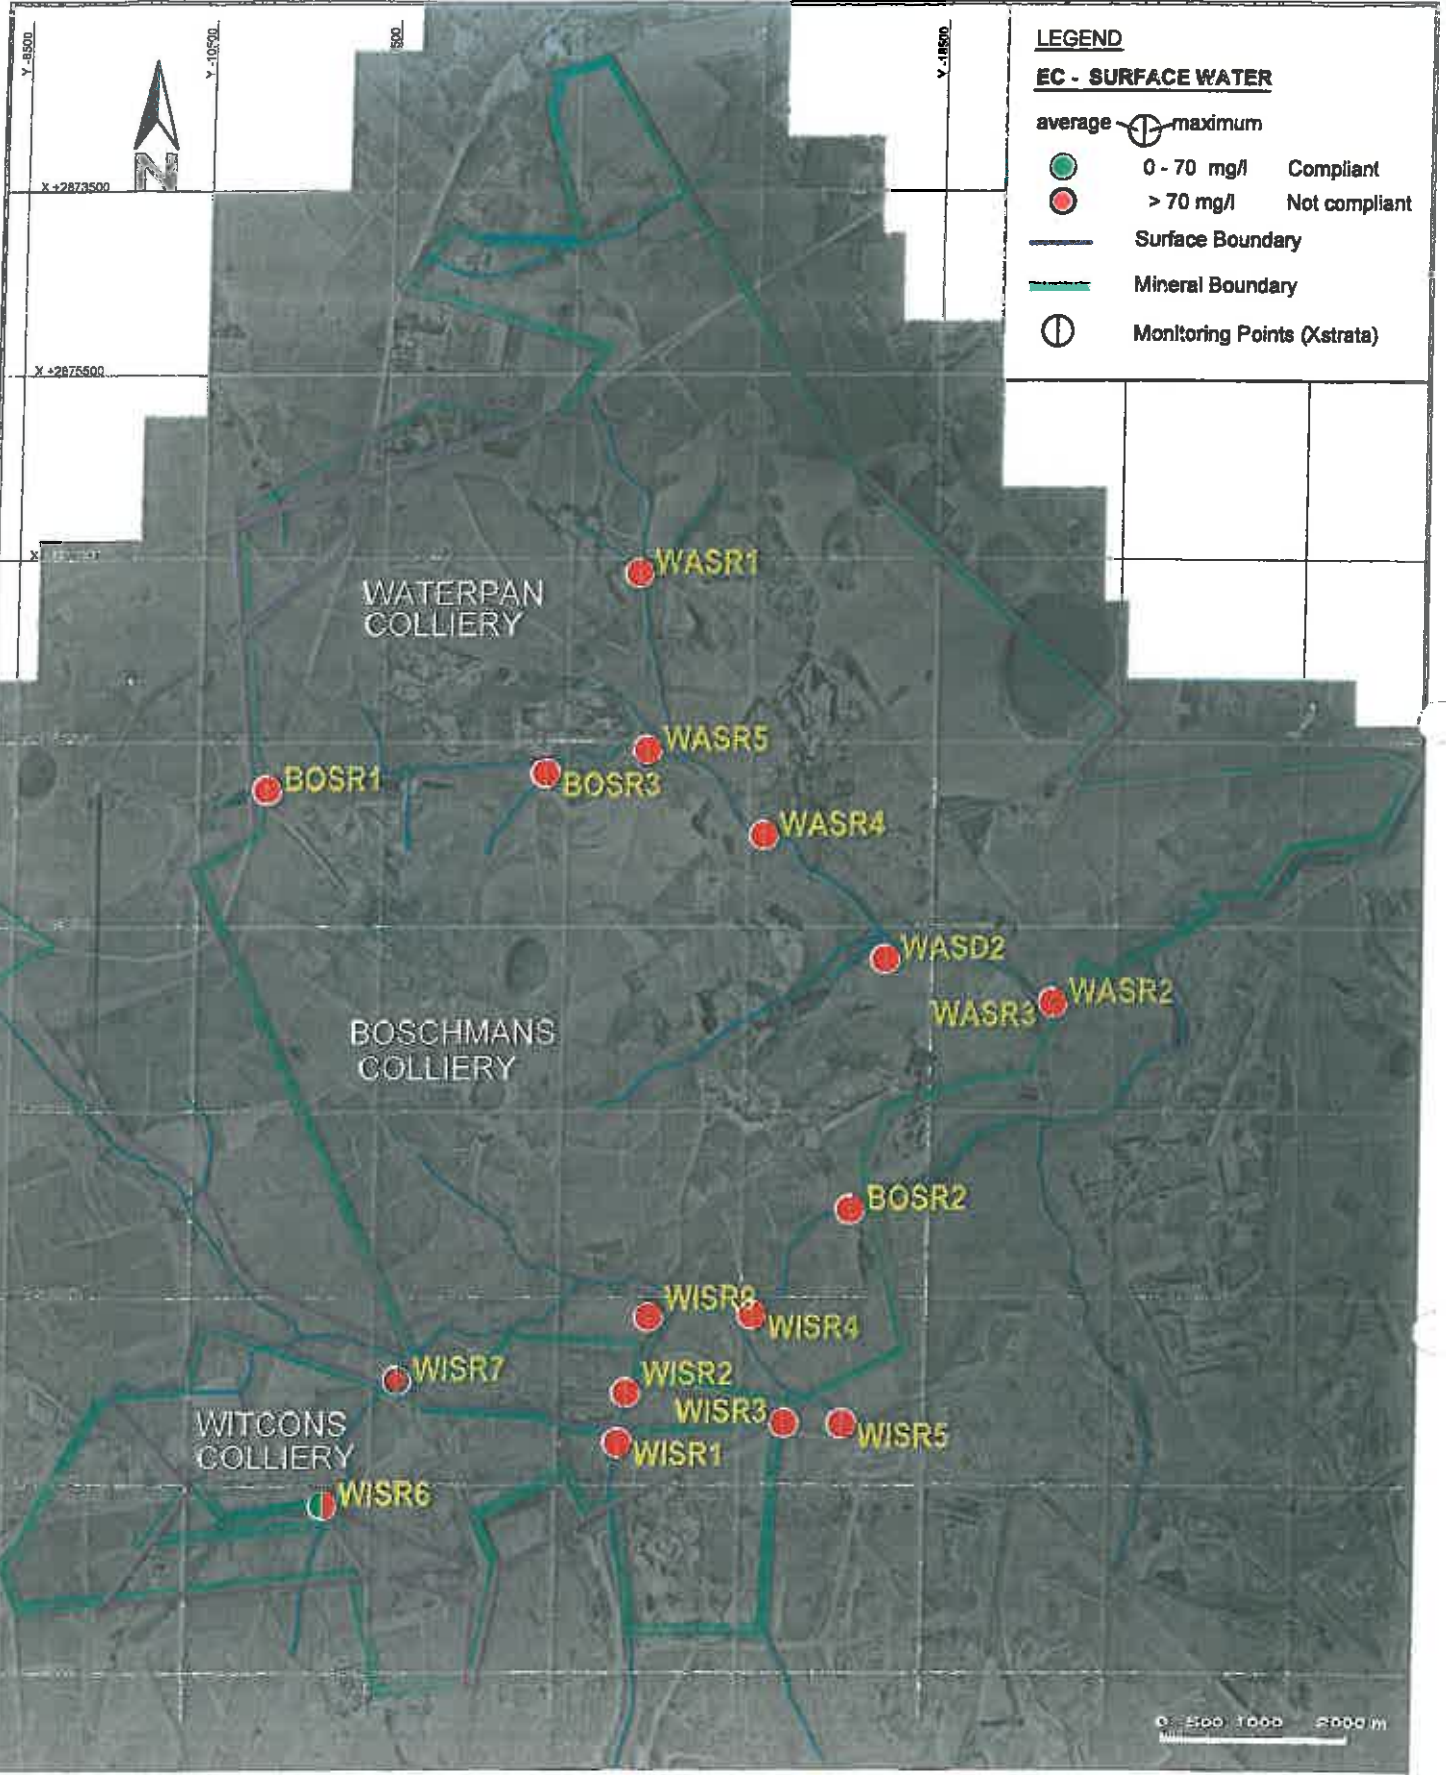 Y -8500
Y -10500
500
Y -18500
LEGEND
EC - SURFACE WATER
average maximum
0 - 70 mg/l Compliant
> 70 mg/l Not compliant
Surface Boundary
Mineral Boundary
Monitoring Points (Xstrata)
N
X +2873500
X +2875500
X
WATERPAN
COLLIERY
WASR1
WASR5
BOSR1
BOSR3
WASR4
WASD2
WASR2
WASR3
BOSCHMANS
COLLIERY
BOSR2
WISR4
WISR7
WISR2
WISR3
WISR5
WISR1
WITCONS
COLLIERY
WISR6
0 500 1000 2000 m